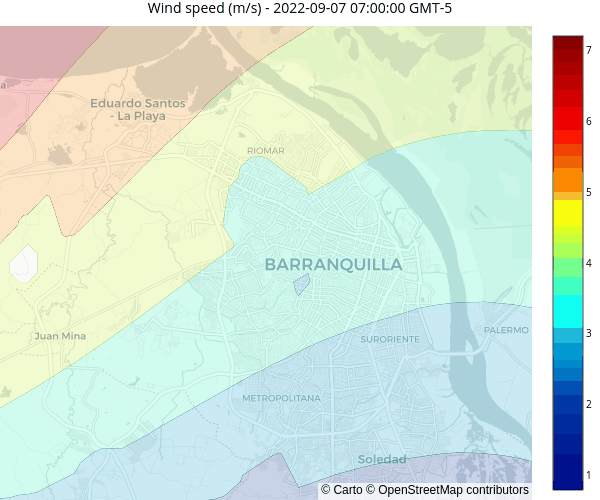 Wind speed (m/s) - 2022-09-07 07:00:00 GMT-5
Eduardo Santos
- La Playa
RIOMAR
BARRANQUILLA
Juan Mina
SURORIENTE
PALERMO
METROPOLITANA
Soledad
© Carto © OpenStreetMap contributors
7
6
5
4
3
2
1